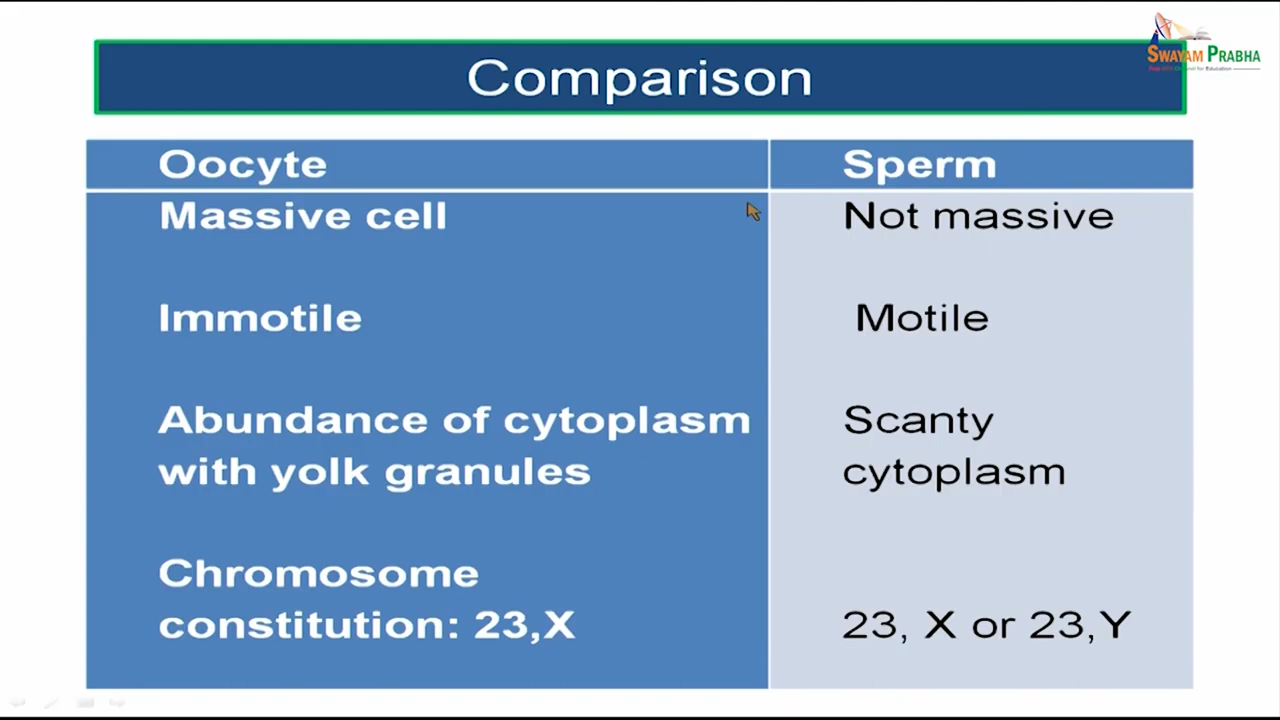 SWAYAM PRABHA
Comparison
Oocyte
Sperm
Massive cell
Not massive
Immotile
Motile
Abundance of cytoplasm
with yolk granules
Scanty
cytoplasm
Chromosome
constitution: 23,X
23, X or 23,Y